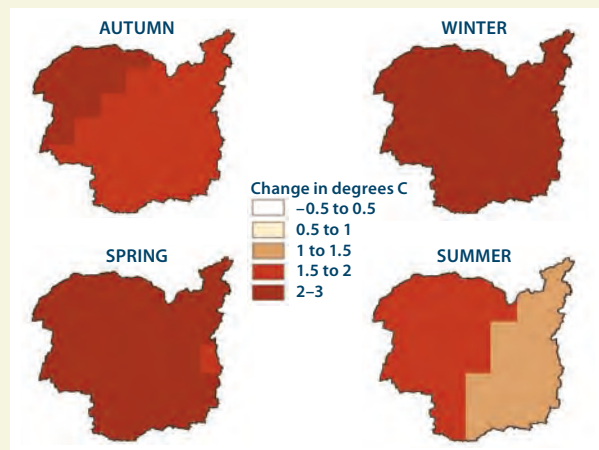 AUTUMN
WINTER
Change in degrees C
–0.5 to 0.5
0.5 to 1
1 to 1.5
1.5 to 2
2–3
SPRING
SUMMER